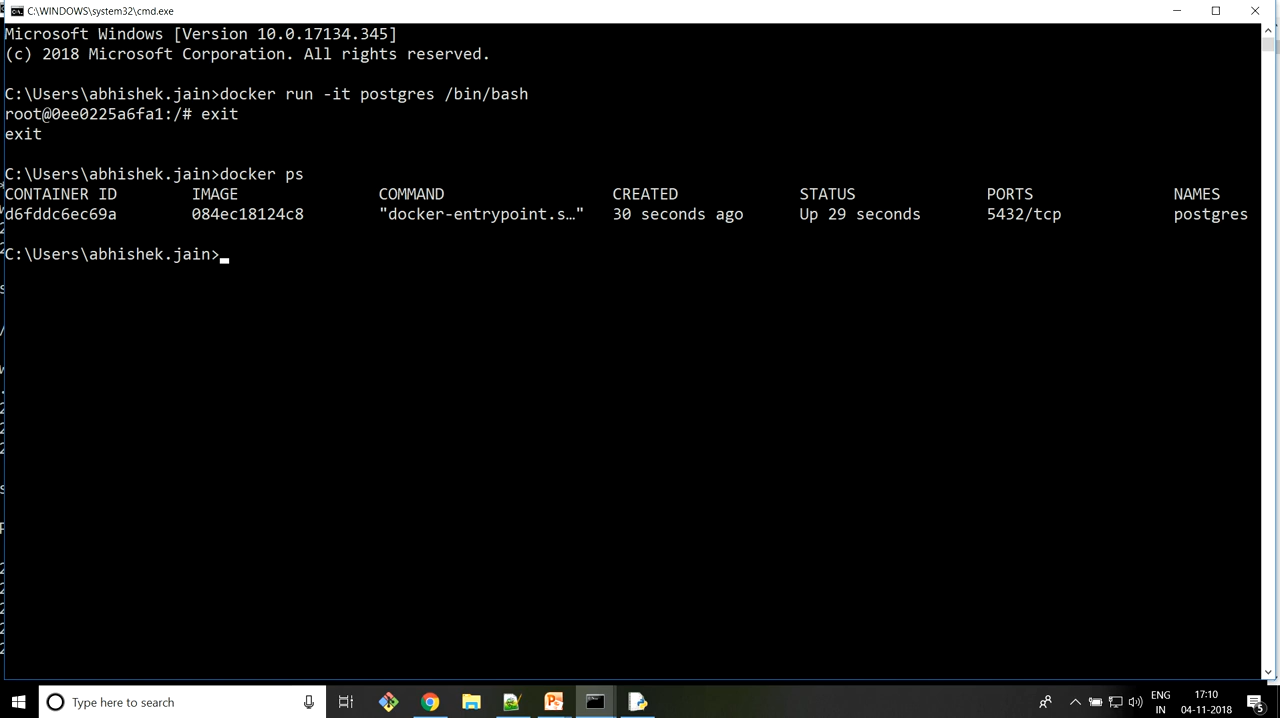 C:\WINDOWS\system32\cmd.exe
Microsoft Windows [Version 10.0.17134.345]
(c) 2018 Microsoft Corporation. All rights reserved.
C:\Users\abhishek.jain>docker run -it postgres /bin/bash
root@0ee0225a6fa1:/# exit
exit
C:\Users\abhishek.jain>docker ps
CONTAINER ID IMAGE COMMAND CREATED STATUS PORTS NAMES
d6fddc6ec69a 084ec18124c8 "docker-entrypoint.s…" 30 seconds ago Up 29 seconds 5432/tcp postgres
C:\Users\abhishek.jain>
Type here to search
ENG 17:10
IN 04-11-2018 5